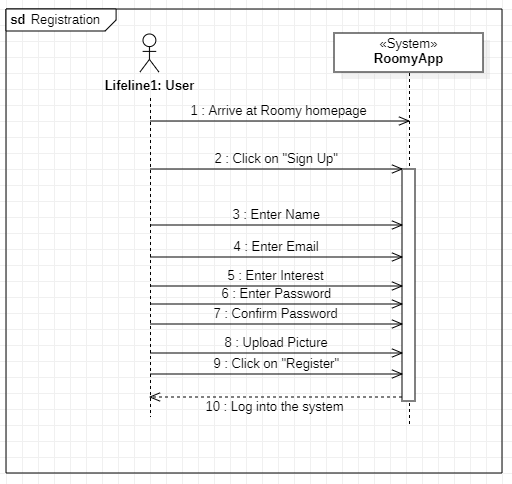 sd Registration
«System»
RoomyApp
Lifeline1: User
1 : Arrive at Roomy homepage
2 : Click on "Sign Up"
3 : Enter Name
4 : Enter Email
5 : Enter Interest
6 : Enter Password
7 : Confirm Password
8 : Upload Picture
9 : Click on "Register"
10 : Log into the system